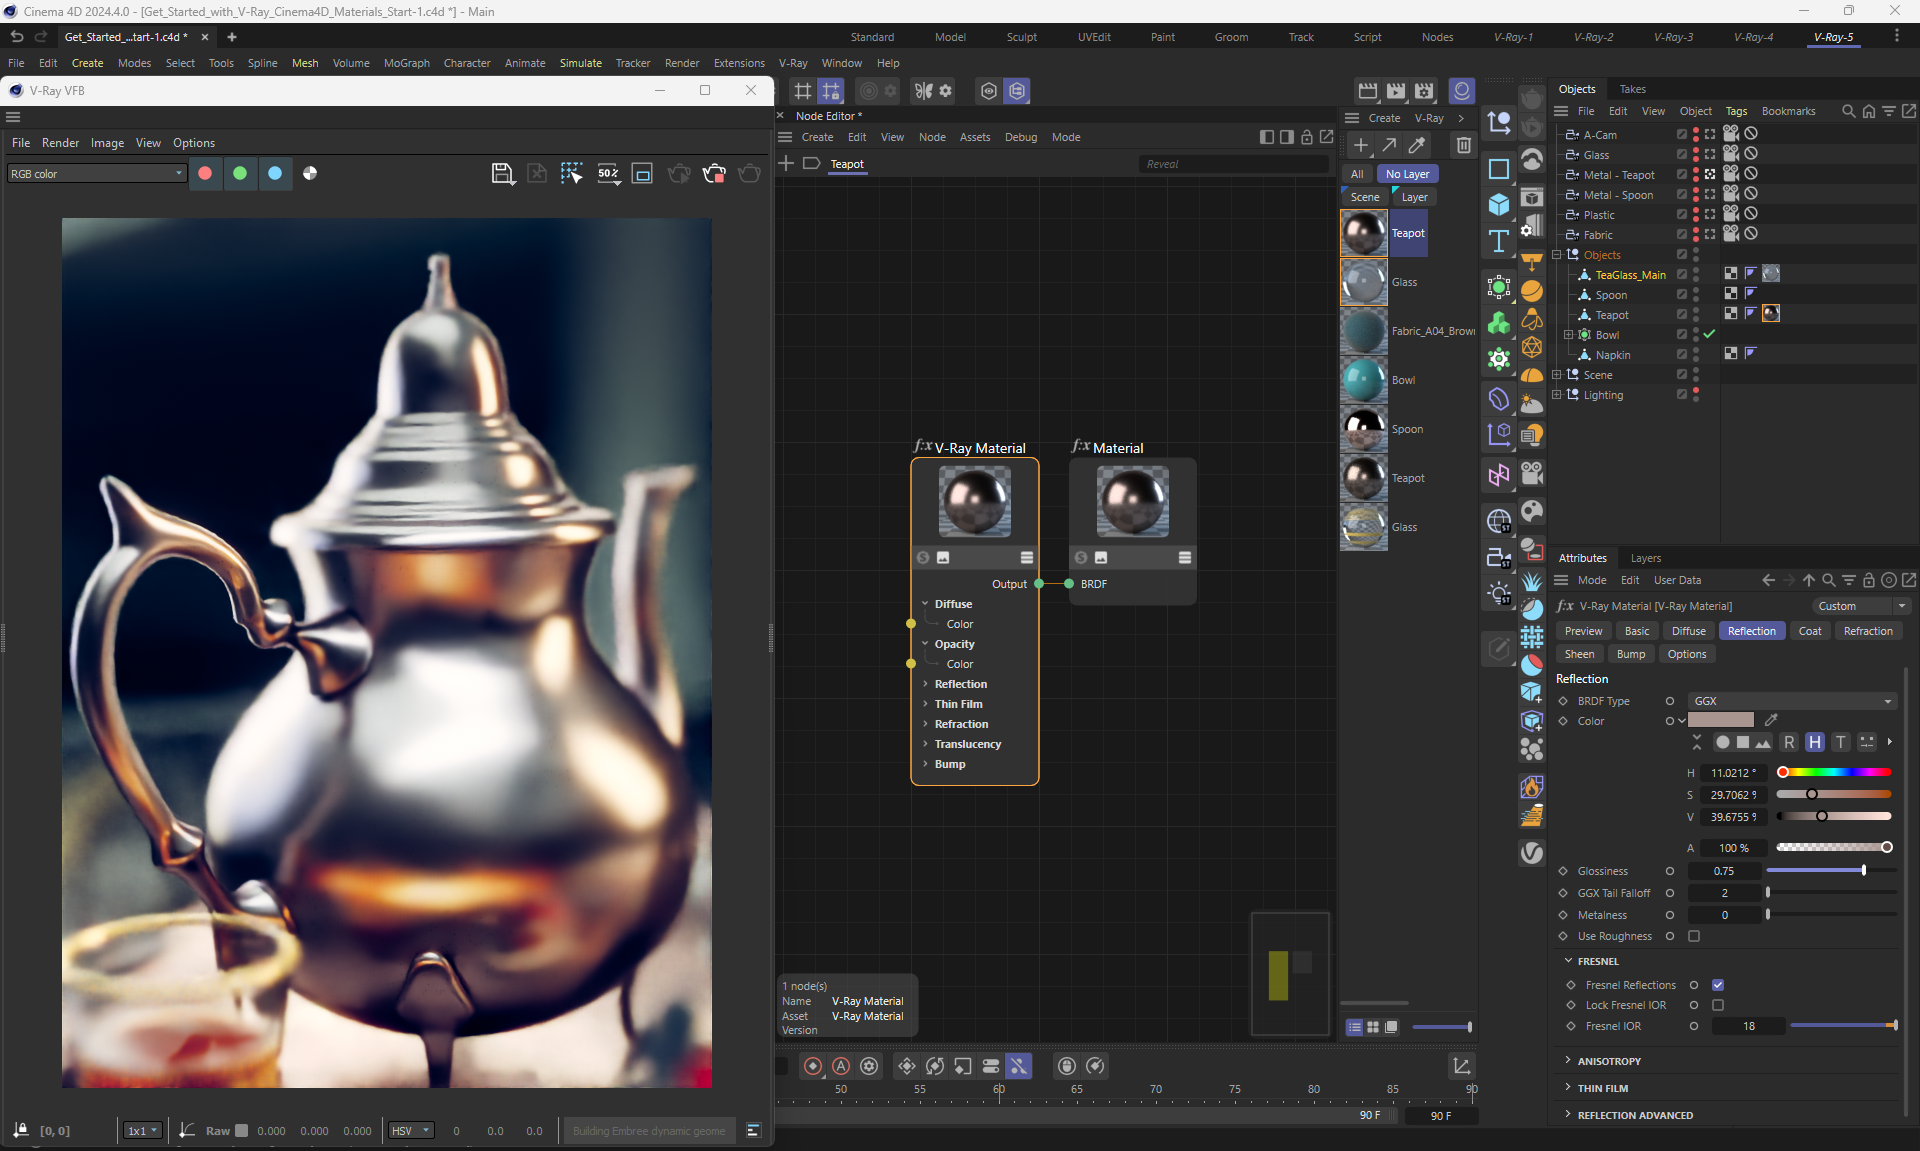 Cinema 4D 2024.4.0 - [Get_Started_with_V-Ray_Cinema4D_Materials_Start-1.c4d *] - Main
Get_Started_...tart-1.c4d *
Standard Model Sculpt UVEdit Paint Groom Track Script Nodes V-Ray-1 V-Ray-2 V-Ray-3 V-Ray-4 V-Ray-5
File Edit Create Modes Select Tools Spline Mesh Volume MoGraph Character Animate Simulate Tracker Render Extensions V-Ray Window Help
V-Ray VFB
File Render Image View Options
RGB color
50%
[0, 0]
1x1
Raw 0.000 0.000 0.000
HSV
0 0.0 0.0
Building Embree dynamic geome
Node Editor *
Create Edit View Node Assets Debug Mode
Teapot
Reveal
f:x V-Ray Material
Output
Diffuse
Color
Opacity
Color
Reflection
Thin Film
Refraction
Translucency
Bump
f:x Material
BRDF
1 node(s)
Name V-Ray Material
Asset V-Ray Material
Version
50 55 60 65 70 75 80 85 90
90 F 90 F
Create V-Ray
All No Layer
Scene Layer
Teapot
Glass
Fabric_A04_Brown
Bowl
Spoon
Teapot
Glass
Objects Takes
File Edit View Object Tags Bookmarks
A-Cam
Glass
Metal - Teapot
Metal - Spoon
Plastic
Fabric
Objects
TeaGlass_Main
Spoon
Teapot
Bowl
Napkin
Scene
Lighting
Attributes Layers
Mode Edit User Data
f:x V-Ray Material [V-Ray Material]
Custom
Preview Basic Diffuse Reflection Coat Refraction
Sheen Bump Options
Reflection
BRDF Type GGX
Color
R H T
H 11.0212 °
S 29.7062 %
V 39.6755 %
A 100 %
Glossiness 0.75
GGX Tail Falloff 2
Metalness 0
Use Roughness
FRESNEL
Fresnel Reflections
Lock Fresnel IOR
Fresnel IOR 18
ANISOTROPY
THIN FILM
REFLECTION ADVANCED